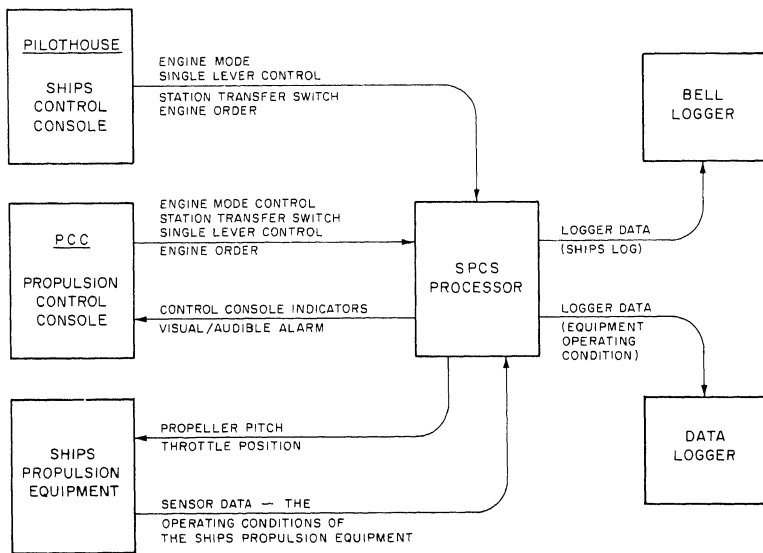 PILOTHOUSE
SHIPS
CONTROL
CONSOLE
ENGINE MODE
SINGLE LEVER CONTROL
STATION TRANSFER SWITCH
ENGINE ORDER
BELL
LOGGER
PCC
PROPULSION
CONTROL
CONSOLE
ENGINE MODE CONTROL
STATION TRANSFER SWITCH
SINGLE LEVER CONTROL
ENGINE ORDER
CONTROL CONSOLE INDICATORS
VISUAL/AUDIBLE ALARM
SPCS
PROCESSOR
LOGGER DATA
(SHIPS LOG)
LOGGER DATA
(EQUIPMENT
OPERATING
CONDITION)
SHIPS
PROPULSION
EQUIPMENT
PROPELLER PITCH
THROTTLE POSITION
SENSOR DATA — THE
OPERATING CONDITIONS OF
THE SHIPS PROPULSION EQUIPMENT
DATA
LOGGER